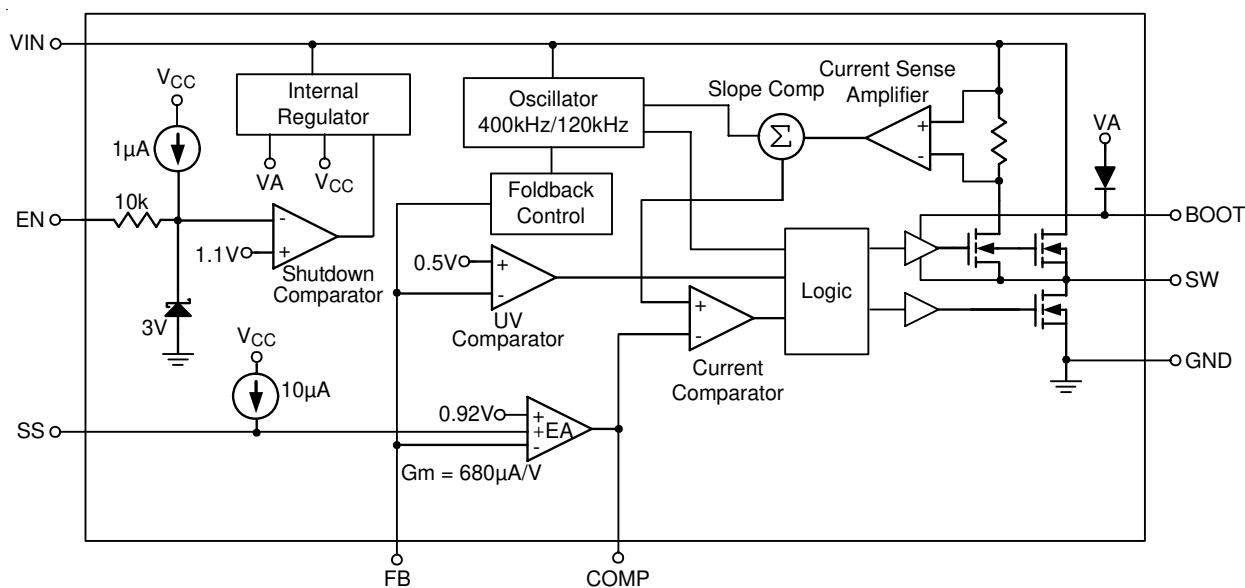 VIN
VCC
Internal
Regulator
Oscillator
400kHz/120kHz
Slope Comp
Current Sense
Amplifier
Σ
+
-
VA
1µA
VA
VCC
Foldback
Control
EN
10k
BOOT
-
+
1.1V
Shutdown
Comparator
0.5V
+
-
UV
Comparator
Logic
SW
3V
+
-
Current
Comparator
GND
VCC
10µA
SS
0.92V
+
+EA
-
Gm = 680µA/V
FB
COMP